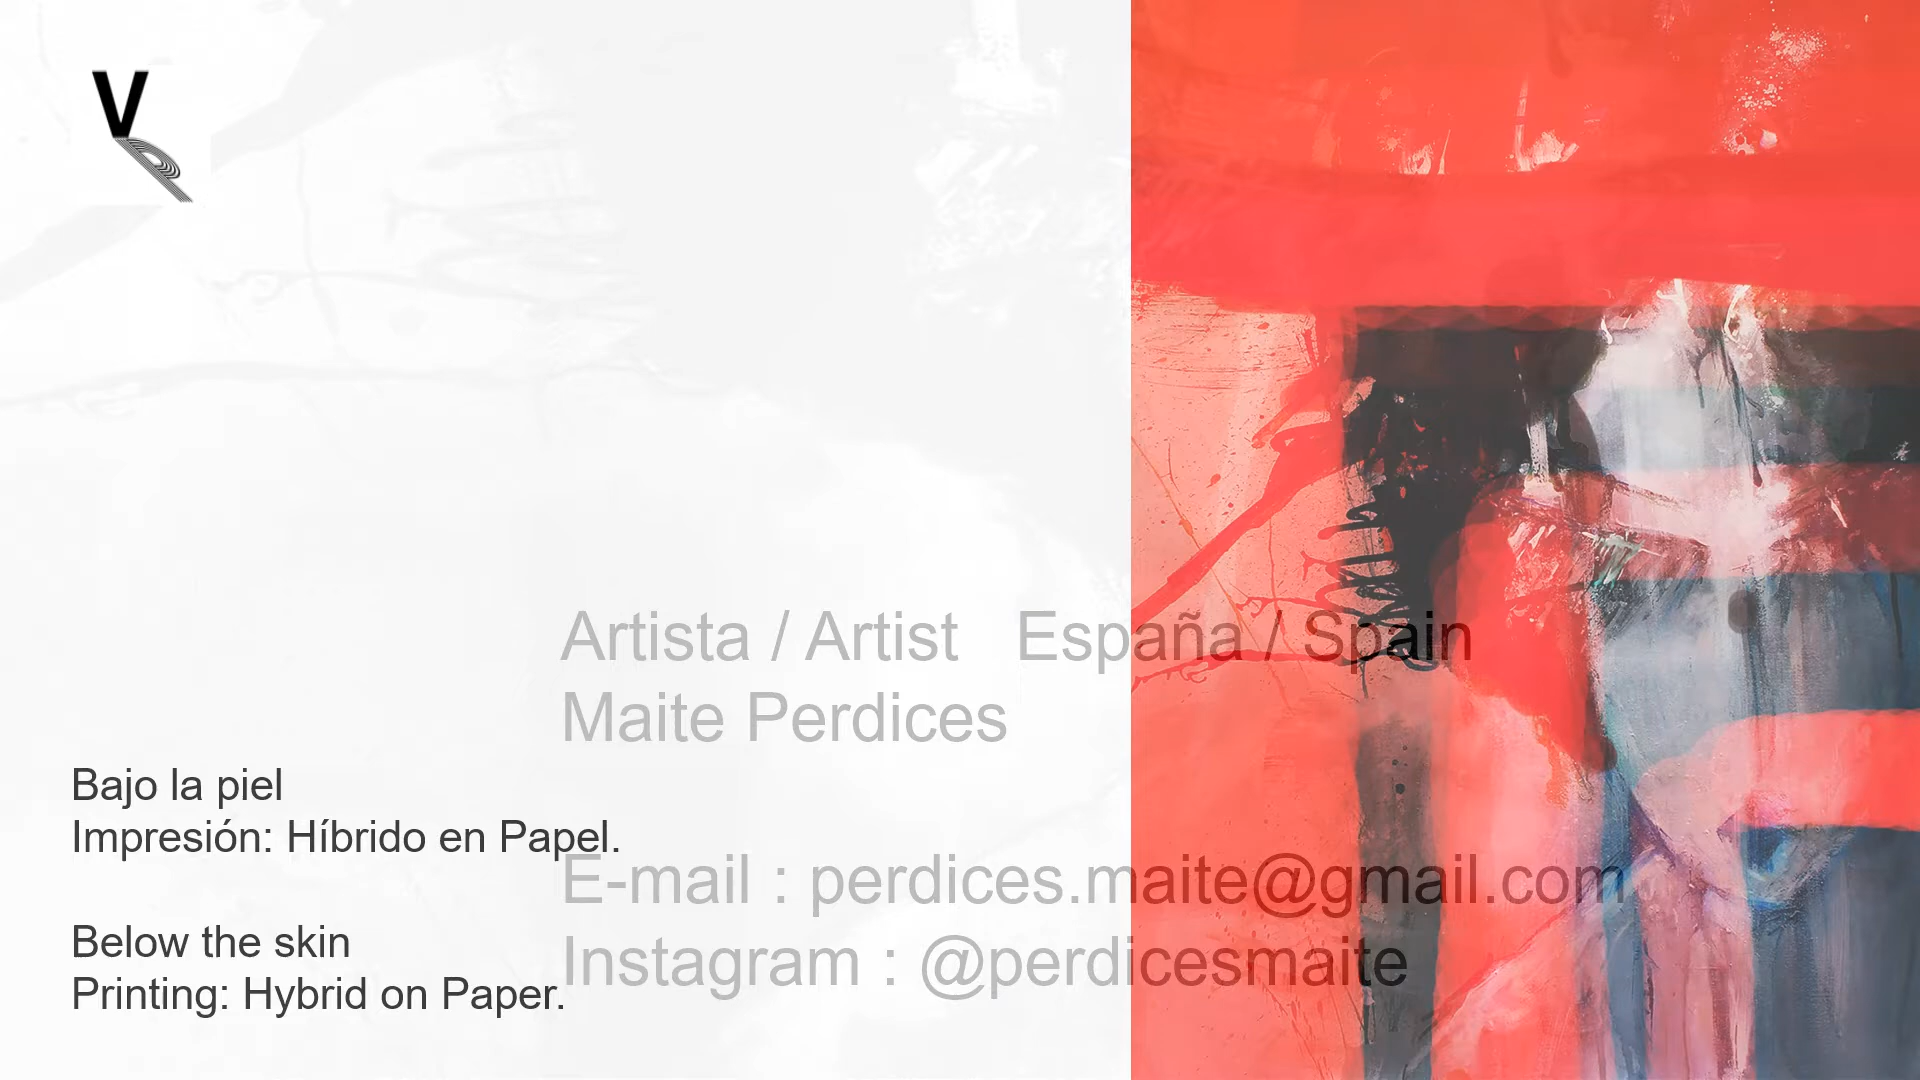 VR
Artista / Artist España / Spain
Maite Perdices
Bajo la piel
Impresión: Híbrido en Papel.
E-mail : perdices.maite@gmail.com
Below the skin
Instagram : @perdicesmaite
Printing: Hybrid on Paper.